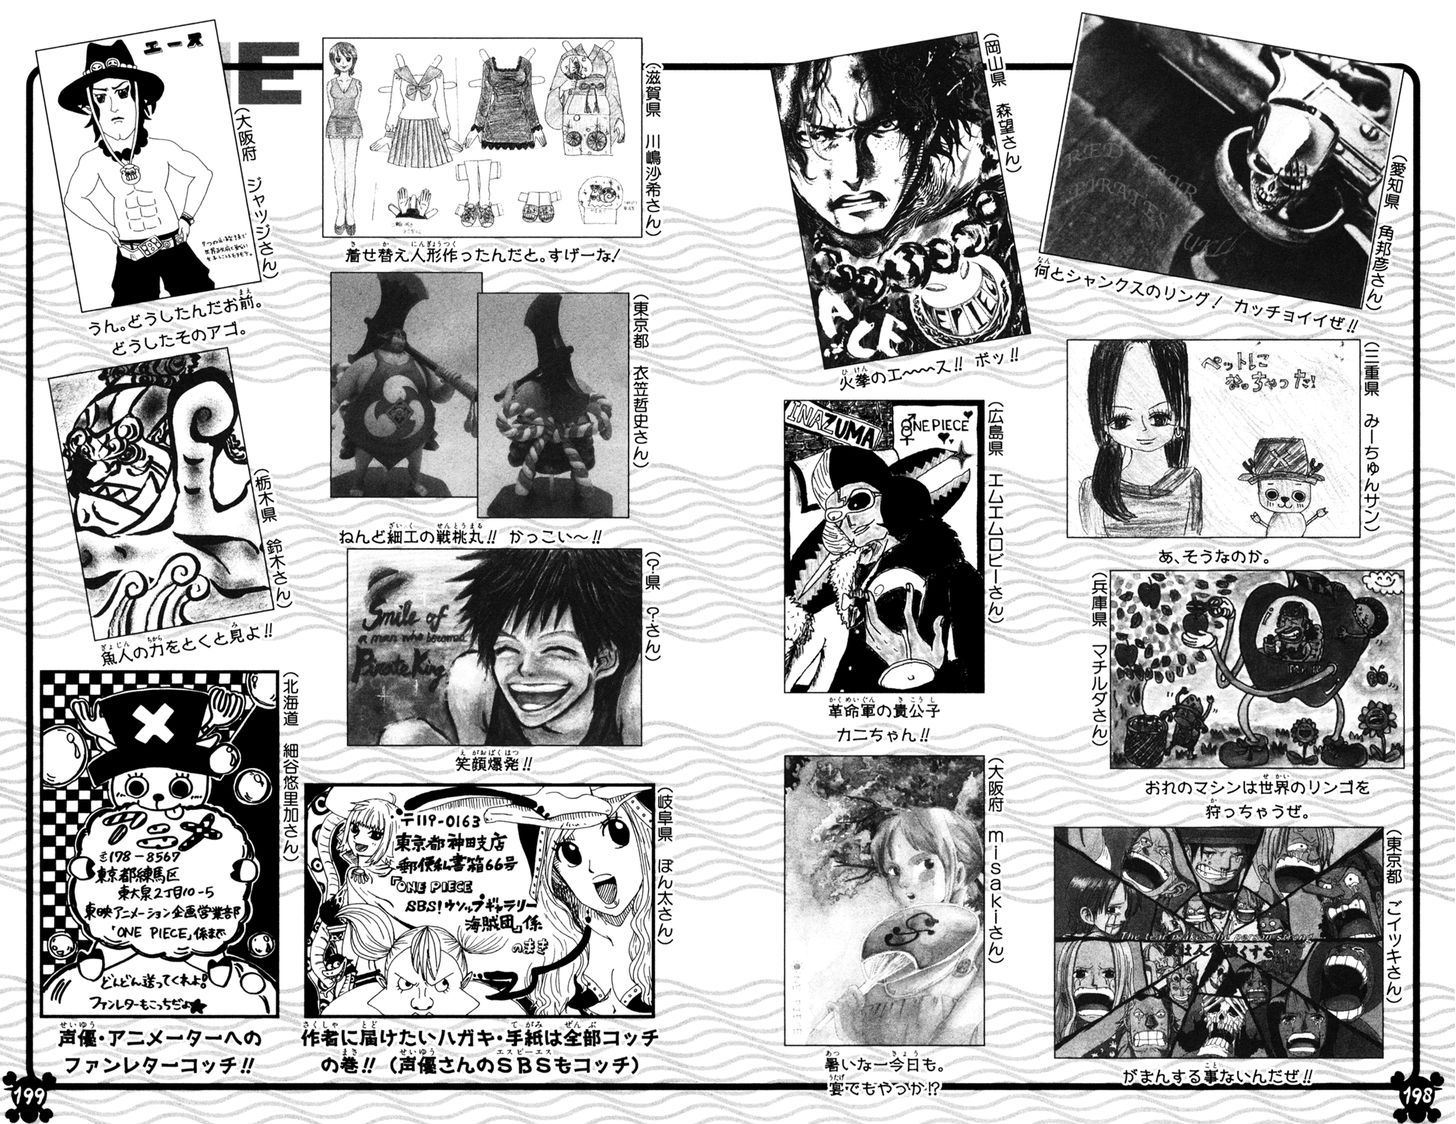 (愛知県 角邦彦さん)
何とシャンクスのリング! カッチョイイぜ!!
(岡山県 森望さん)
ACE
火拳のエ〜〜〜ス!! ボッ!!
(三重県 みーちゅんサン)
ペットに
なっちゃった!
あ、そうなのか。
(広島県 エムエムロビーさん)
INAZUMA
ONE PIECE
革命軍の貴公子
カニちゃん!!
(兵庫県 マチルダさん)
おれのマシンは世界のリンゴを
狩っちゃうぜ。
(大阪府 misakiさん)
暑いなー今日も。
宴でもやっか!?
(東京都 ごイッキさん)
がまんする事ないんだぜ!!
198
(滋賀県 川嶋沙希さん)
着せ替え人形作ったんだと。すげーな!
(大阪府 ジャッジさん)
エース
うん。どうしたんだお前。
どうしたそのアゴ。
(東京都 衣笠哲史さん)
ねんど細工の戦桃丸!! かっこい〜!!
(栃木県 鈴木さん)
魚人の力をとくと見よ!!
(?県 ?さん)
Smile of
a man who becomes
Pirate King
笑顔爆発!!
(北海道 細谷悠里加さん)
アニメ
〒178-8567
東京都練馬区
東大泉2丁目10-5
東映アニメーション企画営業部
「ONE PIECE」係まで
どんどん送ってくれよ!
ファンレターもこっちだよ★
声優・アニメーターへの
ファンレターコッチ!!
(岐阜県 ぽん太さん)
〒119-0163
東京都神田支店
郵便私書箱66号
『ONE PIECE
SBS!ウソップギャラリー
海賊団』係
のまき
作者に届けたいハガキ・手紙は全部コッチ
の巻!! (声優さんのSBSもコッチ)
199